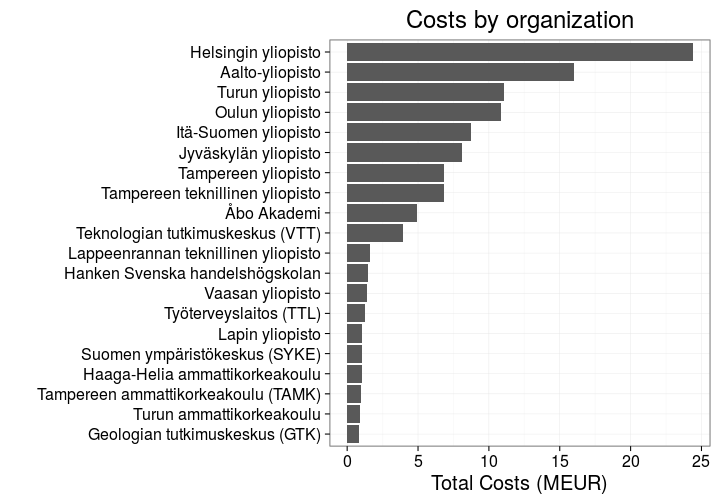 Costs by organization
Helsingin yliopisto
Aalto-yliopisto
Turun yliopisto
Oulun yliopisto
Itä-Suomen yliopisto
Jyväskylän yliopisto
Tampereen yliopisto
Tampereen teknillinen yliopisto
Åbo Akademi
Teknologian tutkimuskeskus (VTT)
Lappeenrannan teknillinen yliopisto
Hanken Svenska handelshögskolan
Vaasan yliopisto
Työterveyslaitos (TTL)
Lapin yliopisto
Suomen ympäristökeskus (SYKE)
Haaga-Helia ammattikorkeakoulu
Tampereen ammattikorkeakoulu (TAMK)
Turun ammattikorkeakoulu
Geologian tutkimuskeskus (GTK)
0 5 10 15 20 25
Total Costs (MEUR)